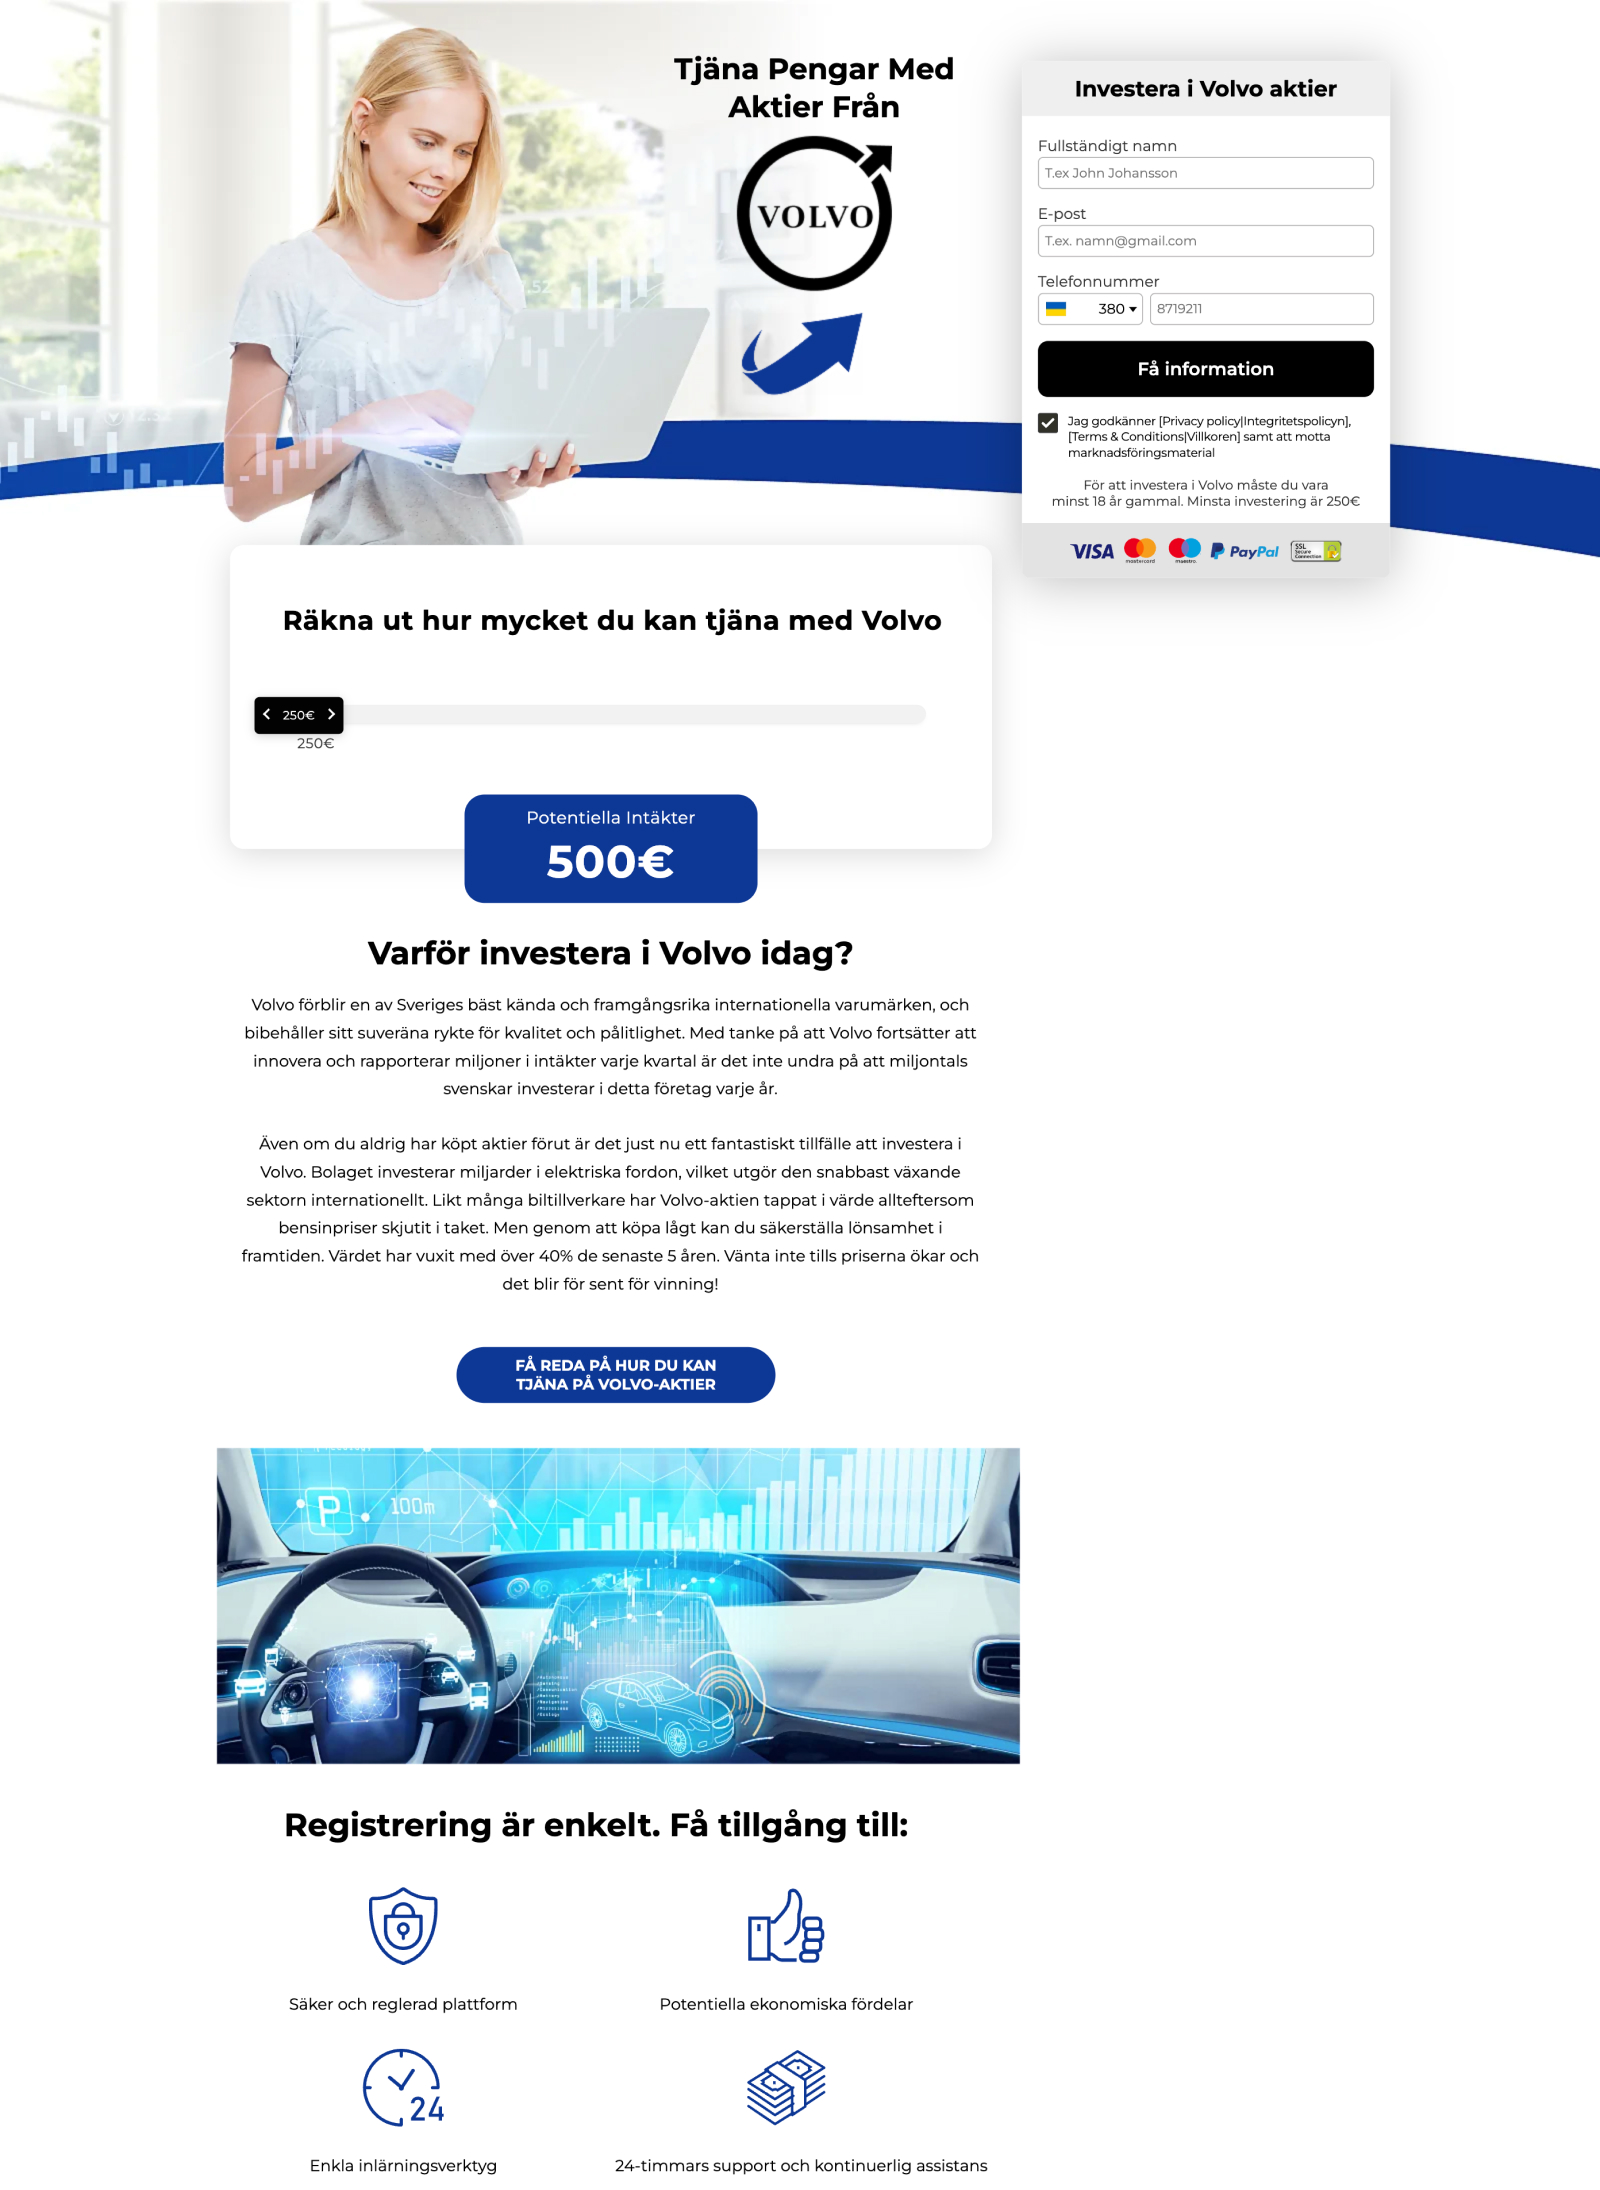 Tjäna Pengar Med
Aktier Från
VOLVO
Investera i Volvo aktier
Fullständigt namn
T.ex John Johansson
E-post
T.ex. namn@gmail.com
Telefonnummer
380
8719211
Få information
Jag godkänner [Privacy policy|Integritetspolicyn],
[Terms & Conditions|Villkoren] samt att motta
marknadsföringsmaterial
För att investera i Volvo måste du vara
minst 18 år gammal. Minsta investering är 250€
VISA mastercard maestro PayPal SSL Secure Connection
Räkna ut hur mycket du kan tjäna med Volvo
250€
250€
Potentiella Intäkter
500€
Varför investera i Volvo idag?
Volvo förblir en av Sveriges bäst kända och framgångsrika internationella varumärken, och
bibehåller sitt suveräna rykte för kvalitet och pålitlighet. Med tanke på att Volvo fortsätter att
innovera och rapporterar miljoner i intäkter varje kvartal är det inte undra på att miljontals
svenskar investerar i detta företag varje år.
Även om du aldrig har köpt aktier förut är det just nu ett fantastiskt tillfälle att investera i
Volvo. Bolaget investerar miljarder i elektriska fordon, vilket utgör den snabbast växande
sektorn internationellt. Likt många biltillverkare har Volvo-aktien tappat i värde allteftersom
bensinpriser skjutit i taket. Men genom att köpa lågt kan du säkerställa lönsamhet i
framtiden. Värdet har vuxit med över 40% de senaste 5 åren. Vänta inte tills priserna ökar och
det blir för sent för vinning!
FÅ REDA PÅ HUR DU KAN
TJÄNA PÅ VOLVO-AKTIER
P 100m
Registrering är enkelt. Få tillgång till:
Säker och reglerad plattform
Potentiella ekonomiska fördelar
24
Enkla inlärningsverktyg
24-timmars support och kontinuerlig assistans